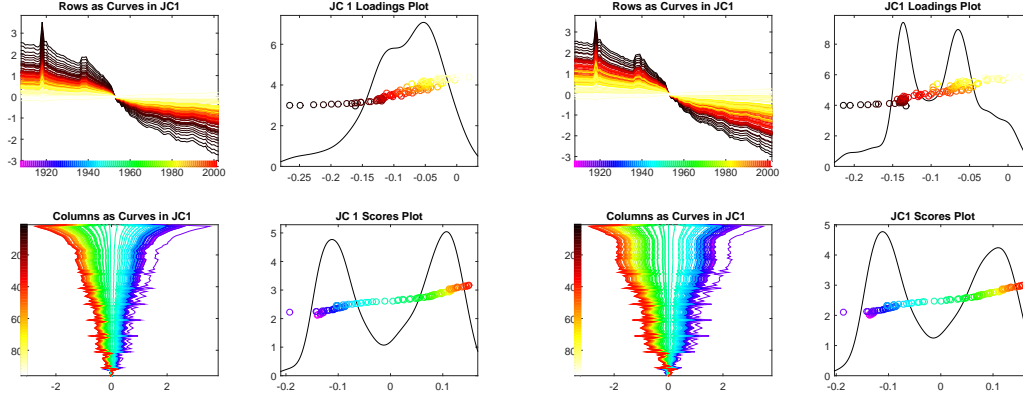 Rows as Curves in JC1
3
2
1
0
-1
-2
-3
1920 1940 1960 1980 2000
JC 1 Loadings Plot
6
4
2
0
-0.25 -0.2 -0.15 -0.1 -0.05 0
Rows as Curves in JC1
3
2
1
0
-1
-2
-3
1920 1940 1960 1980 2000
JC1 Loadings Plot
8
6
4
2
0
-0.2 -0.15 -0.1 -0.05 0
Columns as Curves in JC1
20
40
60
80
-2 0 2
JC 1 Scores Plot
5
4
3
2
1
0
-0.2 -0.1 0 0.1
Columns as Curves in JC1
20
40
60
80
-2 0 2
JC1 Scores Plot
5
4
3
2
1
0
-0.2 -0.1 0 0.1